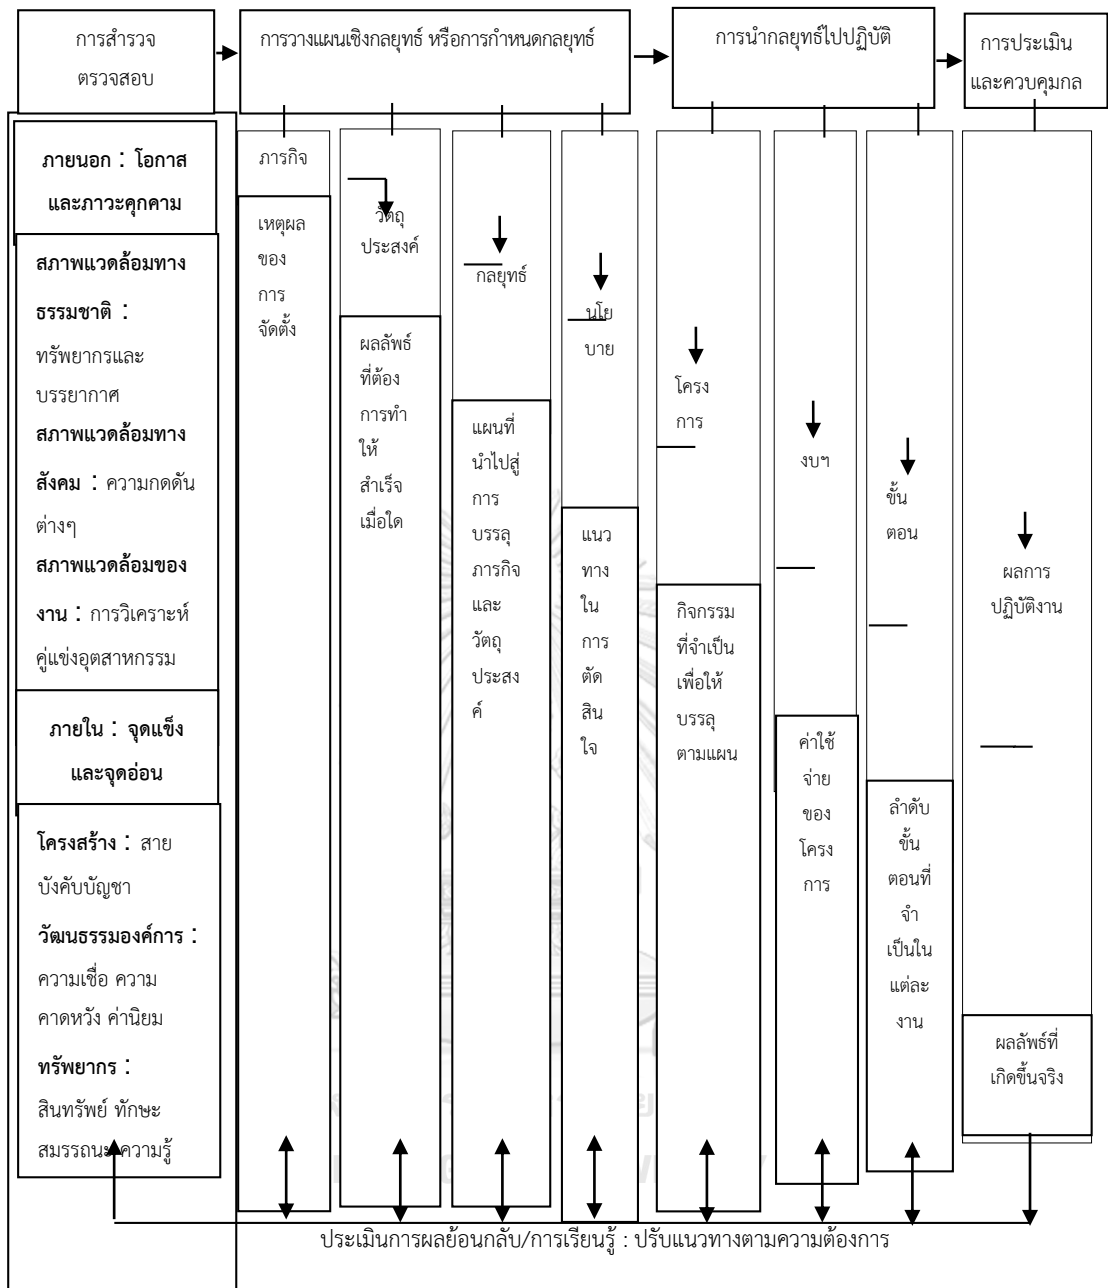 การสำรวจ
ตรวจสอบ
การวางแผนเชิงกลยุทธ์ หรือการกำหนดกลยุทธ์
การนำกลยุทธ์ไปปฏิบัติ
การประเมิน
และควบคุมกล
ภายนอก : โอกาส
และภาวะคุกคาม
สภาพแวดล้อมทาง
ธรรมชาติ :
ทรัพยากรและ
บรรยากาศ
สภาพแวดล้อมทาง
สังคม : ความกดดัน
ต่างๆ
สภาพแวดล้อมของ
งาน : การวิเคราะห์
คู่แข่งอุตสาหกรรม
ภายใน : จุดแข็ง
และจุดอ่อน
โครงสร้าง : สาย
บังคับบัญชา
วัฒนธรรมองค์การ :
ความเชื่อ ความ
คาดหวัง ค่านิยม
ทรัพยากร :
สินทรัพย์ ทักษะ
สมรรถนะ ความรู้
ภารกิจ
เหตุผล
ของ
การ
จัดตั้ง
วัตถุ
ประสงค์
ผลลัพธ์
ที่ต้อง
การทำ
ให้
สำเร็จ
เมื่อใด
กลยุทธ์
แผนที่
นำไปสู่
การ
บรรลุ
ภารกิจ
และ
วัตถุ
ประสง
ค์
นโย
บาย
แนว
ทาง
ใน
การ
ตัด
สิน
ใจ
โครง
การ
กิจกรรม
ที่จำเป็น
เพื่อให้
บรรลุ
ตามแผน
งบฯ
ค่าใช้
จ่าย
ของ
โครง
การ
ขั้น
ตอน
ลำดับ
ขั้น
ตอนที่
จำ
เป็นใน
แต่ละ
งาน
ผลการ
ปฏิบัติงาน
ผลลัพธ์ที่
เกิดขึ้นจริง
ประเมินการผลย้อนกลับ/การเรียนรู้ : ปรับแนวทางตามความต้องการ